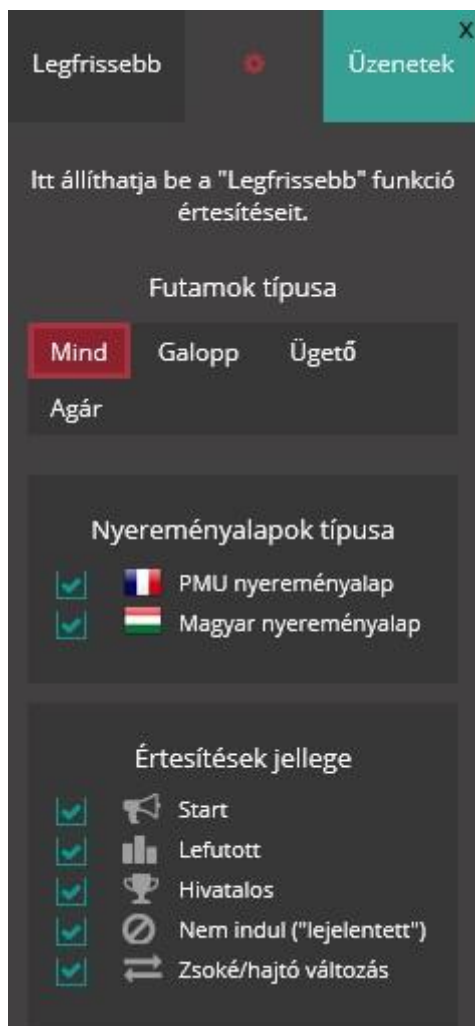 X
Legfrissebb
Üzenetek
Itt állíthatja be a "Legfrissebb" funkció
értesítéseit.
Futamok típusa
Mind Galopp Ügető
Agár
Nyereményalapok típusa
PMU nyereményalap
Magyar nyereményalap
Értesítések jellege
Start
Lefutott
Hivatalos
Nem indul ("lejelentett")
Zsoké/hajtó változás